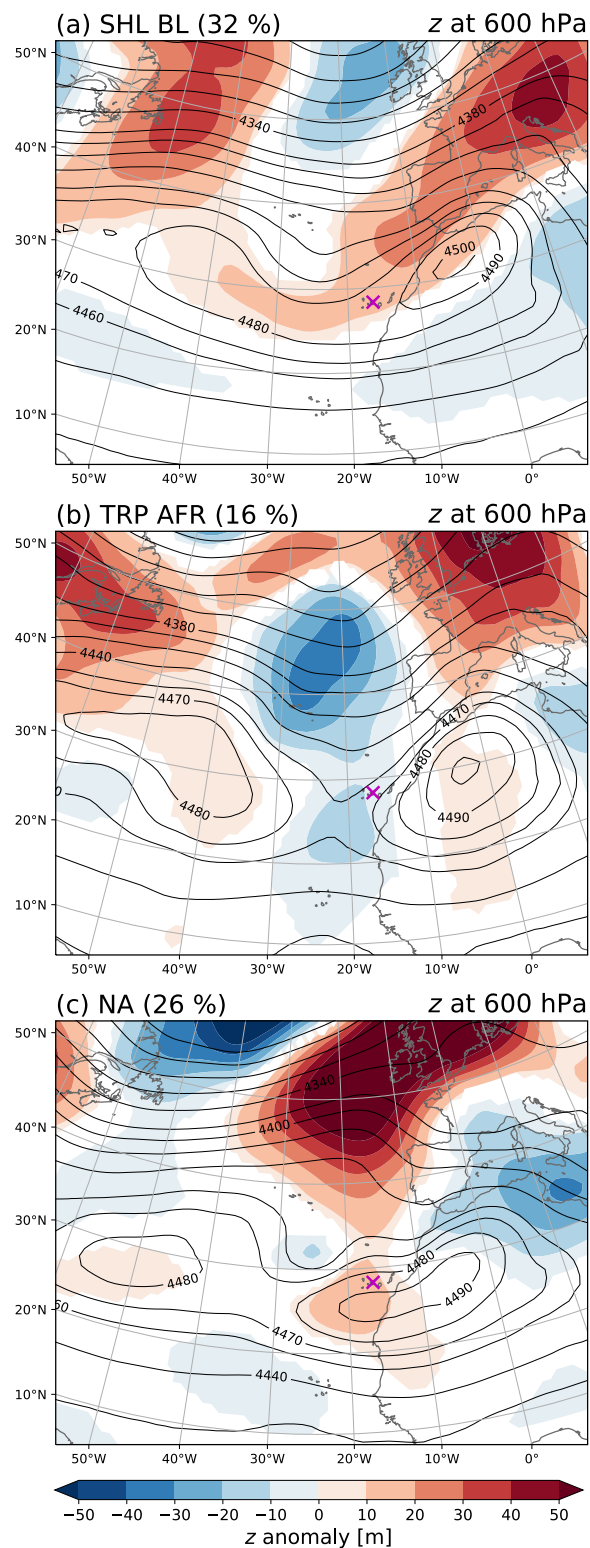 (a) SHL BL (32 %) z at 600 hPa
50°N
4340
4380
40°N
30°N
4500
4490
470
4460
4480
20°N
10°N
50°W 40°W 30°W 20°W 10°W 0°
(b) TRP AFR (16 %) z at 600 hPa
50°N
4380
40°N
4440
4470
4470
30°N
4480
0
4480
4490
20°N
10°N
50°W 40°W 30°W 20°W 10°W 0°
(c) NA (26 %) z at 600 hPa
50°N
4340
4400
40°N
30°N
4480
4480
4490
50
20°N
4470
4440
10°N
50°W 40°W 30°W 20°W 10°W 0°
−50 −40 −30 −20 −10 0 10 20 30 40 50
z anomaly [m]